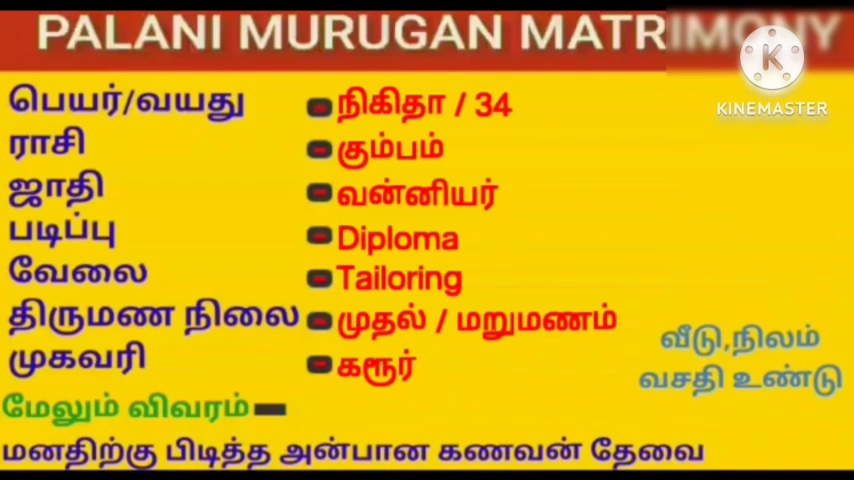 PALANI MURUGAN MATRIMONY
K
KINEMASTER
பெயர்/வயது - நிகிதா / 34
ராசி - கும்பம்
ஜாதி - வன்னியர்
படிப்பு - Diploma
வேலை - Tailoring
திருமண நிலை - முதல் / மறுமணம்
முகவரி - கரூர்
வீடு,நிலம்
வசதி உண்டு
மேலும் விவரம் -
மனதிற்கு பிடித்த அன்பான கணவன் தேவை